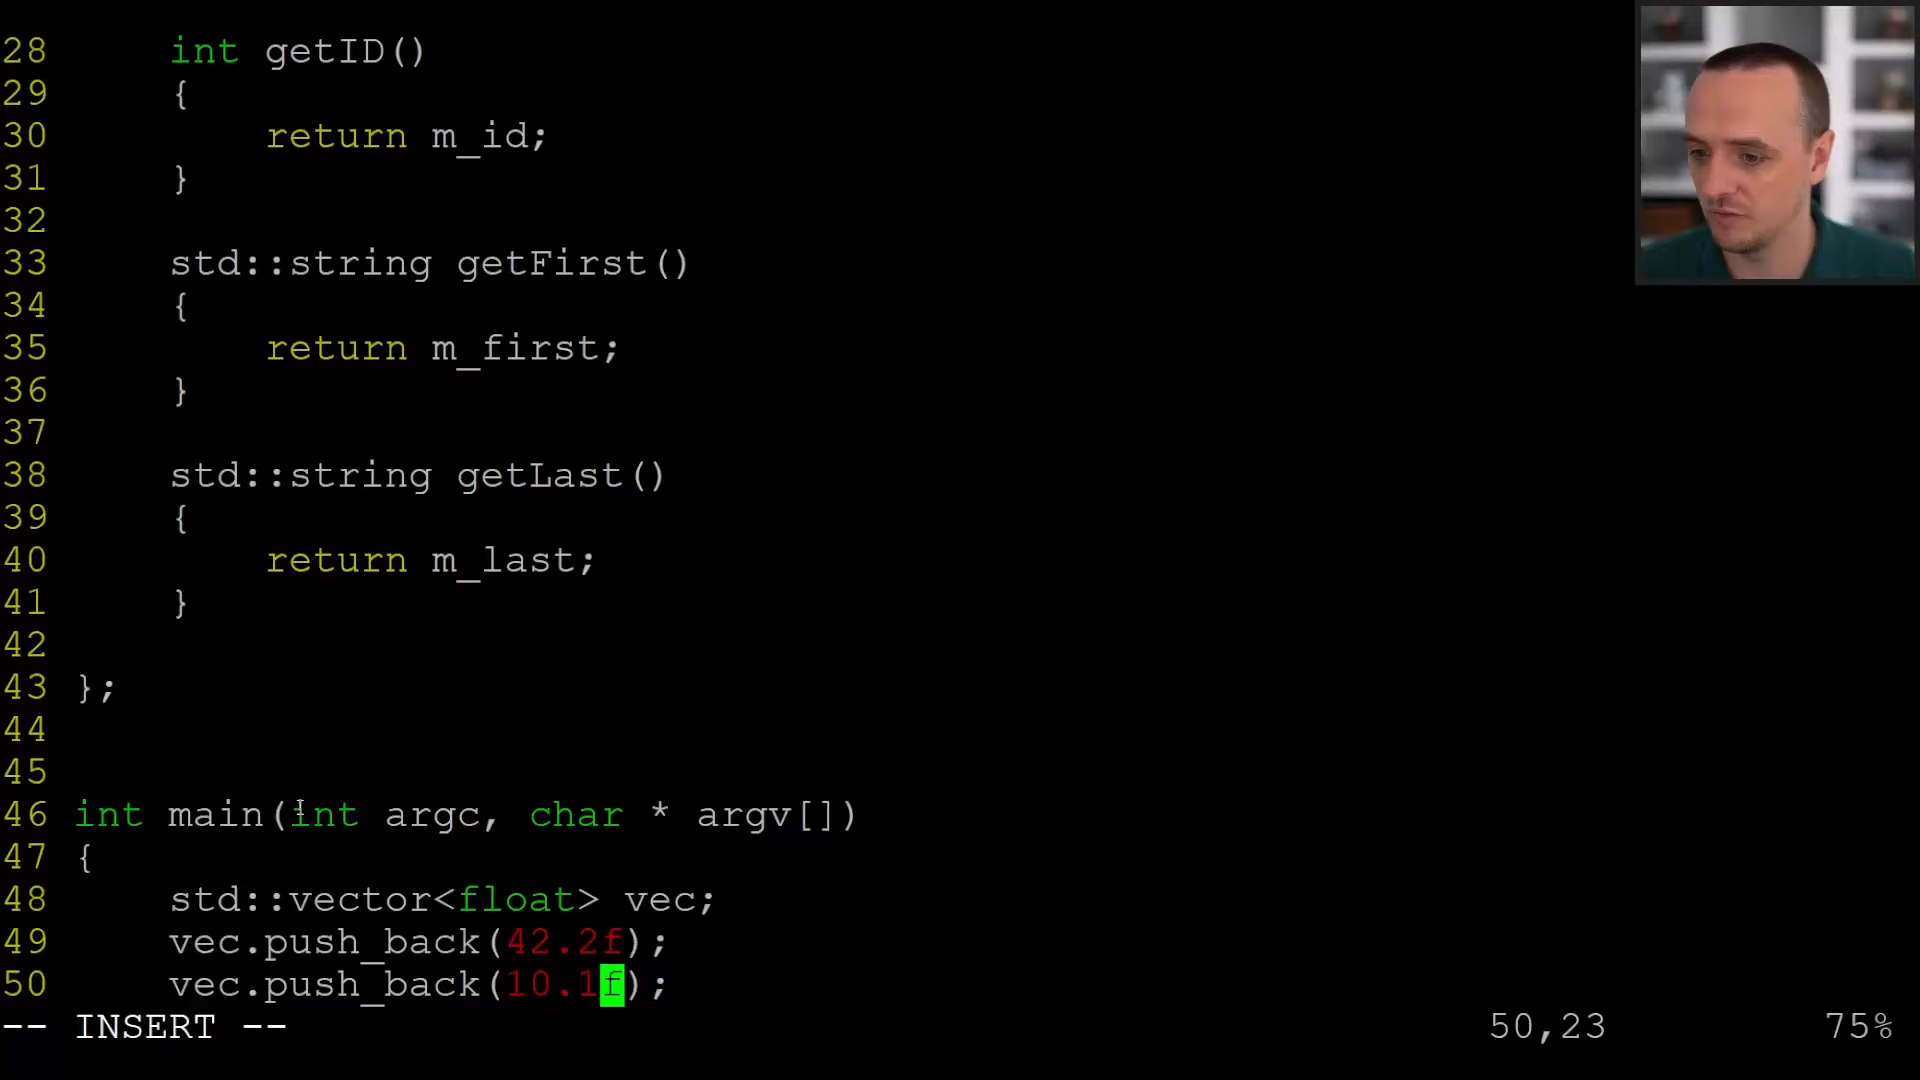 28     int getID()
29     {
30         return m_id;
31     }
32
33     std::string getFirst()
34     {
35         return m_first;
36     }
37
38     std::string getLast()
39     {
40         return m_last;
41     }
42
43 };
44
45
46 int main(int argc, char * argv[])
47 {
48     std::vector<float> vec;
49     vec.push_back(42.2f);
50     vec.push_back(10.1f);
-- INSERT --                    50,23    75%